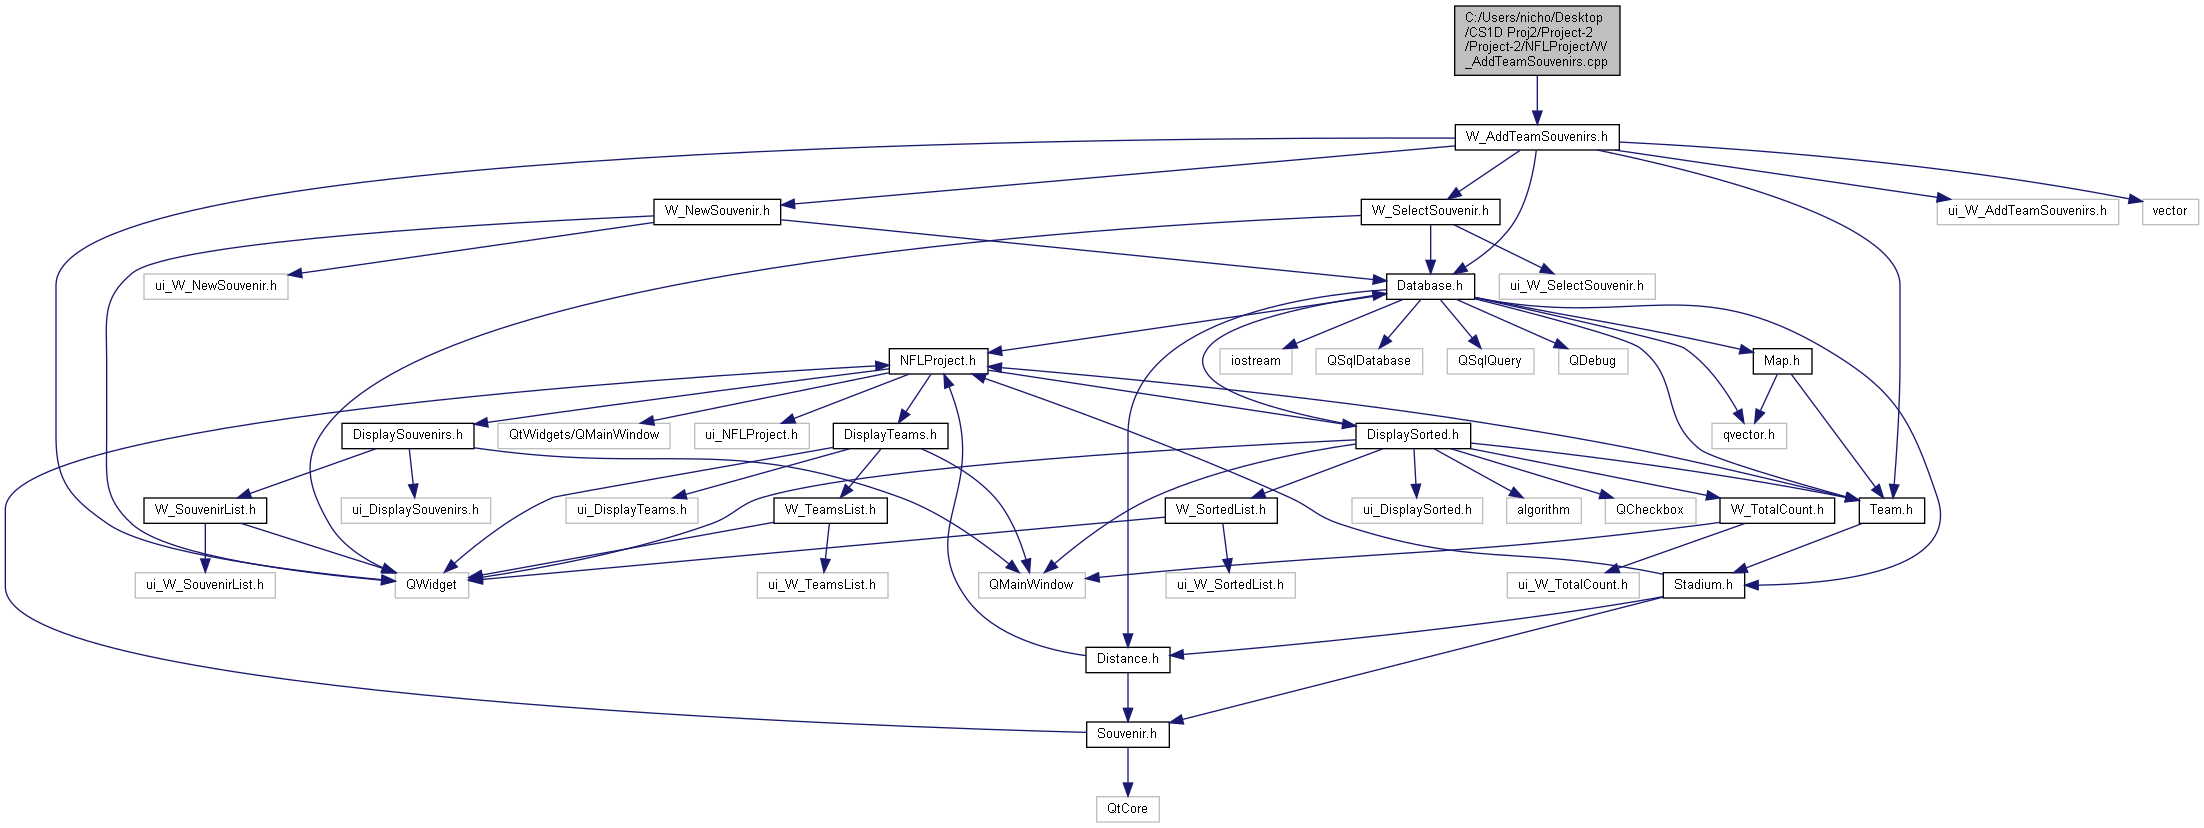 C:/Users/nicho/Desktop
/CS1D Proj2/Project-2
/Project-2/NFLProject/W
_AddTeamSouvenirs.cpp
W_AddTeamSouvenirs.h
W_NewSouvenir.h
W_SelectSouvenir.h
ui_W_AddTeamSouvenirs.h
vector
ui_W_NewSouvenir.h
Database.h
ui_W_SelectSouvenir.h
NFLProject.h
iostream
QSqlDatabase
QSqlQuery
QDebug
Map.h
DisplaySouvenirs.h
QtWidgets/QMainWindow
ui_NFLProject.h
DisplayTeams.h
DisplaySorted.h
qvector.h
W_SouvenirList.h
ui_DisplaySouvenirs.h
ui_DisplayTeams.h
W_TeamsList.h
W_SortedList.h
ui_DisplaySorted.h
algorithm
QCheckbox
W_TotalCount.h
Team.h
ui_W_SouvenirList.h
QWidget
ui_W_TeamsList.h
QMainWindow
ui_W_SortedList.h
ui_W_TotalCount.h
Stadium.h
Distance.h
Souvenir.h
QtCore